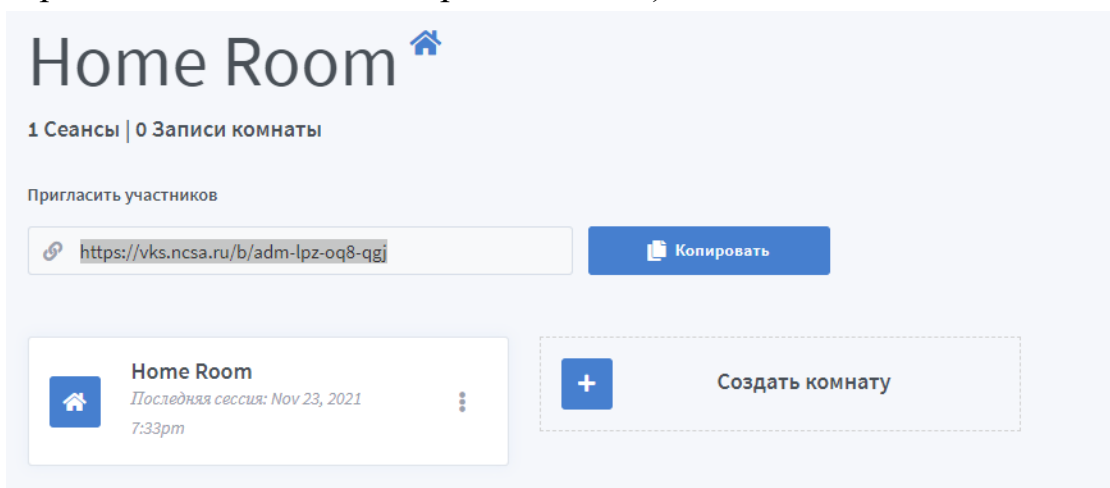 Home Room
1 Сеансы | 0 Записи комнаты
Пригласить участников
https://vks.ncsa.ru/b/adm-lpz-oq8-qgj
Копировать
Home Room
Последняя сессия: Nov 23, 2021
7:33pm
Создать комнату